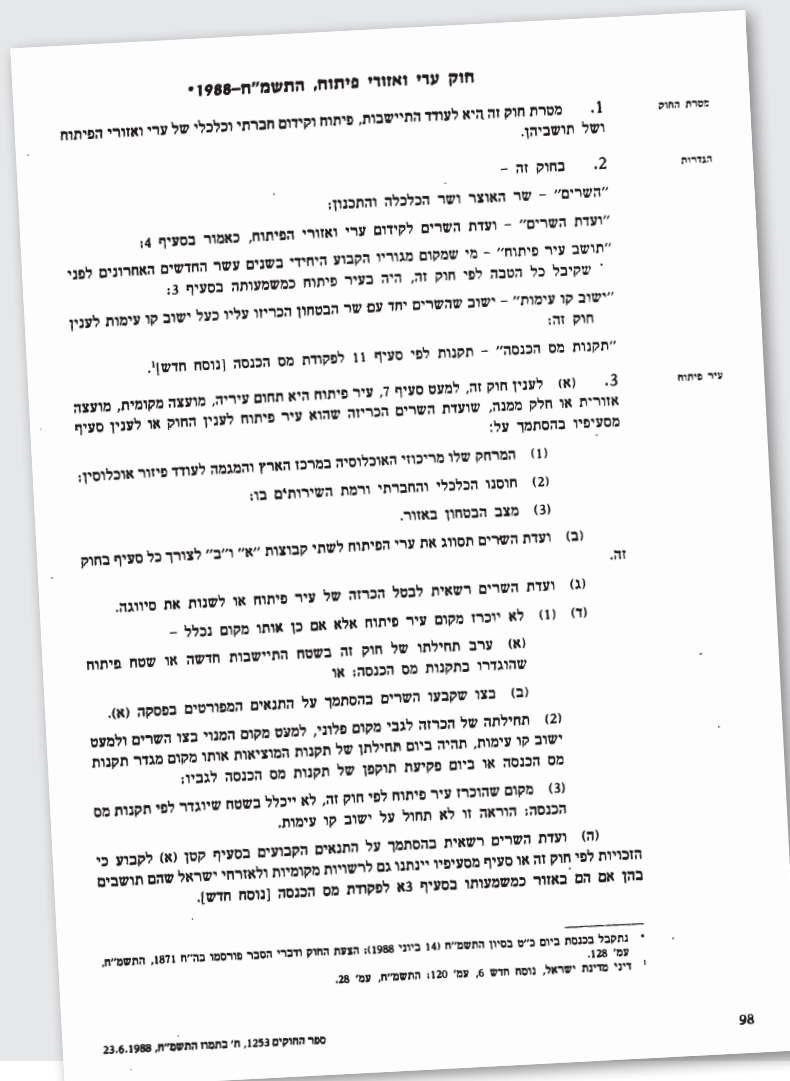 חוק ערי ואזורי פיתוח, התשמ״ח–1988*
מטרת החוק
1. מטרת חוק זה היא לעודד התיישבות, פיתוח וקידום חברתי וכלכלי של ערי ואזורי הפיתוח
ושל תושביהן.
הגדרות
2. בחוק זה –
״השרים״ – שר האוצר ושר הכלכלה והתכנון;
״ועדת השרים״ – ועדת השרים לקידום ערי ואזורי הפיתוח, כאמור בסעיף 4;
״תושב עיר פיתוח״ – מי שמקום מגוריו הקבוע היחידי בשנים עשר החדשים האחרונים לפני
שקיבל כל הטבה לפי חוק זה, היה בעיר פיתוח כמשמעותה בסעיף 3;
״ישוב קו עימות״ – ישוב שהשרים יחד עם שר הבטחון הכריזו עליו כעל ישוב קו עימות לענין
חוק זה;
״תקנות מס הכנסה״ – תקנות לפי סעיף 11 לפקודת מס הכנסה [נוסח חדש]¹.
עיר פיתוח
3. (א) לענין חוק זה, למעט סעיף 7, עיר פיתוח היא תחום עיריה, מועצה מקומית, מועצה
אזורית או חלק ממנה, שועדת השרים הכריזה שהוא עיר פיתוח לענין החוק או לענין סעיף
מסעיפיו בהסתמך על:
(1) המרחק שלו מריכוזי האוכלוסיה במרכז הארץ והמגמה לעודד פיזור אוכלוסין;
(2) חוסנו הכלכלי והחברתי ורמת השירותים בו;
(3) מצב הבטחון באזור.
(ב) ועדת השרים תסווג את ערי הפיתוח לשתי קבוצות ״א״ ו״ב״ לצורך כל סעיף בחוק
זה.
(ג) ועדת השרים רשאית לבטל הכרזה של עיר פיתוח או לשנות את סיווגה.
(ד) (1) לא יוכרז מקום עיר פיתוח אלא אם כן אותו מקום נכלל –
(א) ערב תחילתו של חוק זה בשטח התיישבות חדשה או שטח פיתוח
שהוגדרו בתקנות מס הכנסה; או
(ב) בצו שקבעו השרים בהסתמך על התנאים המפורטים בפסקה (א).
(2) תחילתה של הכרזה לגבי מקום פלוני, למעט מקום המנוי בצו השרים ולמעט
ישוב קו עימות, תהיה ביום תחילתן של תקנות המוציאות אותו מקום מגדר תקנות
מס הכנסה או ביום פקיעת תוקפן של תקנות מס הכנסה לגביו;
(3) מקום שהוכרז עיר פיתוח לפי חוק זה, לא ייכלל בשטח שיוגדר לפי תקנות מס
הכנסה; הוראה זו לא תחול על ישוב קו עימות.
(ה) ועדת השרים רשאית בהסתמך על התנאים הקבועים בסעיף קטן (א) לקבוע כי
הזכויות לפי חוק זה או סעיף מסעיפיו יינתנו גם לרשויות מקומיות ולאזרחי ישראל שהם תושבים
בהן אם הם באזור כמשמעותו בסעיף 3א לפקודת מס הכנסה [נוסח חדש].
* נתקבל בכנסת ביום כ״ט בסיון התשמ״ח (14 ביוני 1988); הצעת החוק ודברי הסבר פורסמו בה״ח 1871, התשמ״ח,
עמ׳ 128.
¹ דיני מדינת ישראל, נוסח חדש 6, עמ׳ 120; התשמ״ח, עמ׳ 28.
98
ספר החוקים 1253, ח׳ בתמוז התשמ״ח, 23.6.1988